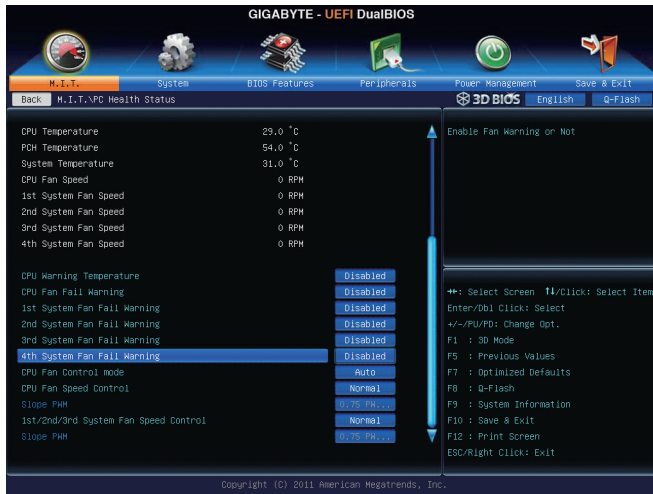 GIGABYTE - UEFI DualBIOS
M.I.T. System BIOS Features Peripherals Power Management Save & Exit
Back M.I.T.\PC Health Status 3D BIOS English Q-Flash
CPU Temperature 29.0 °C
PCH Temperature 54.0 °C
System Temperature 31.0 °C
CPU Fan Speed 0 RPM
1st System Fan Speed 0 RPM
2nd System Fan Speed 0 RPM
3rd System Fan Speed 0 RPM
4th System Fan Speed 0 RPM
CPU Warning Temperature Disabled
CPU Fan Fail Warning Disabled
1st System Fan Fail Warning Disabled
2nd System Fan Fail Warning Disabled
3rd System Fan Fail Warning Disabled
4th System Fan Fail Warning Disabled
CPU Fan Control mode Auto
CPU Fan Speed Control Normal
Slope PWM 0.75 PW...
1st/2nd/3rd System Fan Speed Control Normal
Slope PWM 0.75 PW...
Enable Fan Warning or Not
→←: Select Screen ↑↓/Click: Select Item
Enter/Dbl Click: Select
+/-/PU/PD: Change Opt.
F1 : 3D Mode
F5 : Previous Values
F7 : Optimized Defaults
F8 : Q-Flash
F9 : System Information
F10 : Save & Exit
F12 : Print Screen
ESC/Right Click: Exit
Copyright (C) 2011 American Megatrends, Inc.